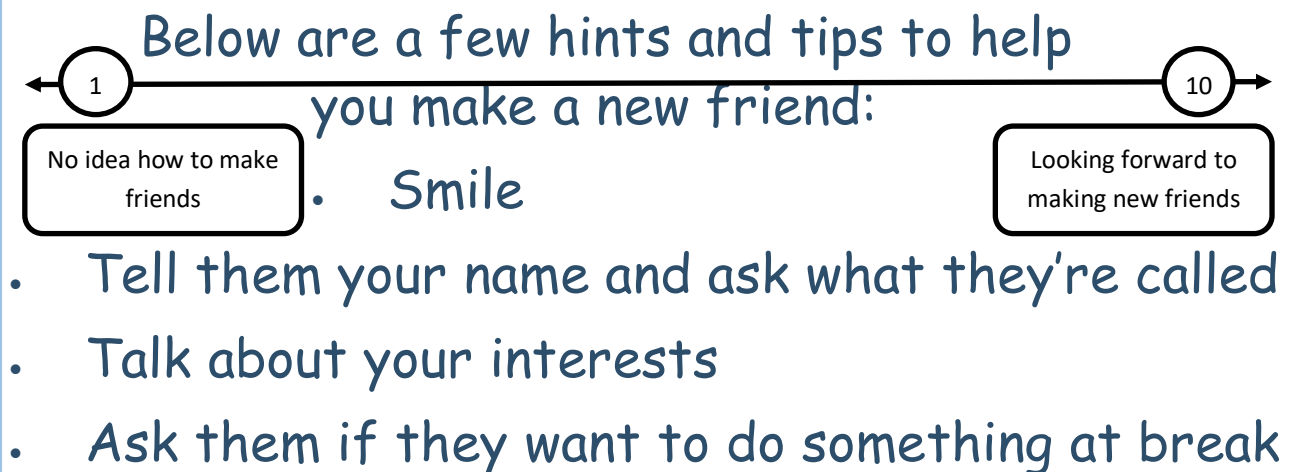 Below are a few hints and tips to help
1
10
you make a new friend:
No idea how to make
friends
Looking forward to
making new friends
• Smile
• Tell them your name and ask what they're called
• Talk about your interests
• Ask them if they want to do something at break